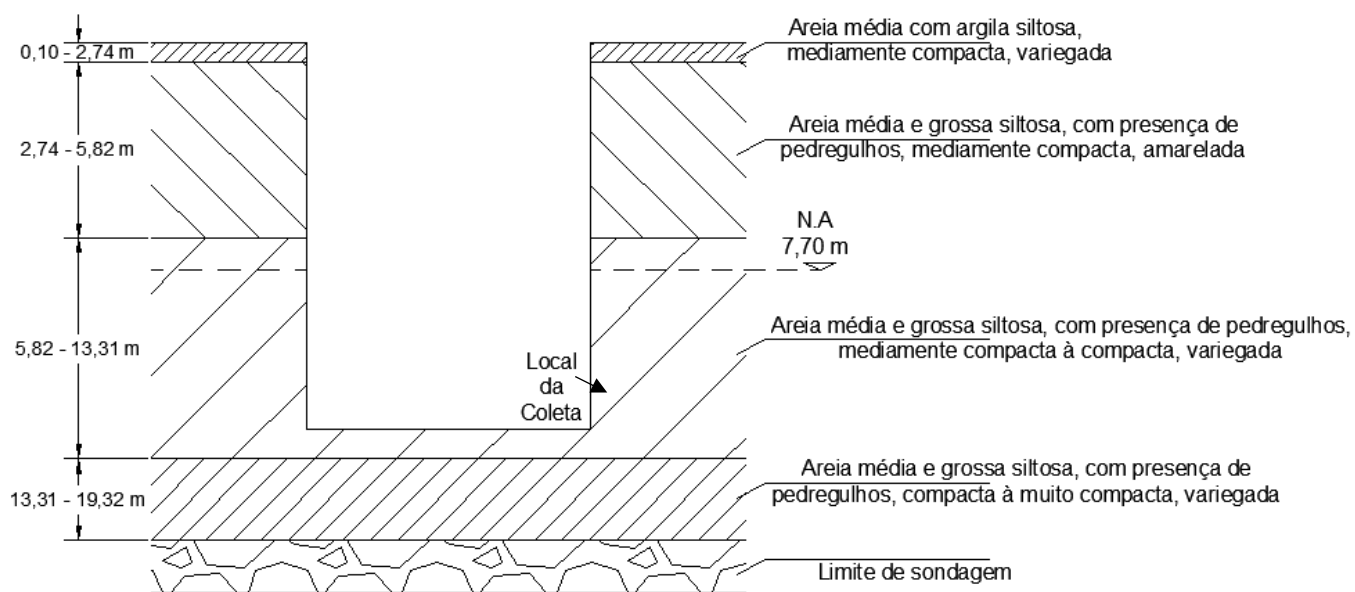 0,10 - 2,74 m
Areia média com argila siltosa,
mediamente compacta, variegada
2,74 - 5,82 m
Areia média e grossa siltosa, com presença de
pedregulhos, mediamente compacta, amarelada
N.A
7,70 m
5,82 - 13,31 m
Areia média e grossa siltosa, com presença de pedregulhos,
mediamente compacta à compacta, variegada
Local
da
Coleta
13,31 - 19,32 m
Areia média e grossa siltosa, com presença de
pedregulhos, compacta à muito compacta, variegada
Limite de sondagem